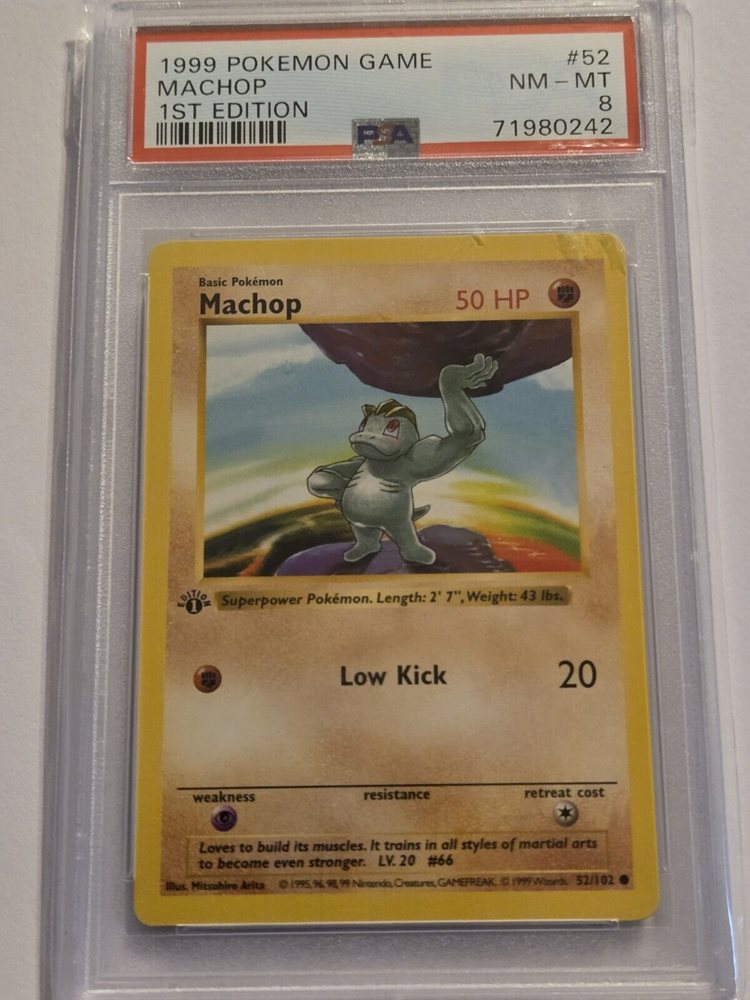 1999 POKEMON GAME #52
MACHOP NM - MT
1ST EDITION 8
PSA 71980242
Basic Pokémon
Machop 50 HP
EDITION 1
Superpower Pokémon. Length: 2' 7", Weight: 43 lbs.
Low Kick 20
weakness resistance retreat cost
Loves to build its muscles. It trains in all styles of martial arts
to become even stronger. LV. 20 #66
Illus. Mitsuhiro Arita © 1995, 96, 98, 99 Nintendo, Creatures, GAMEFREAK. © 1999 Wizards. 52/102